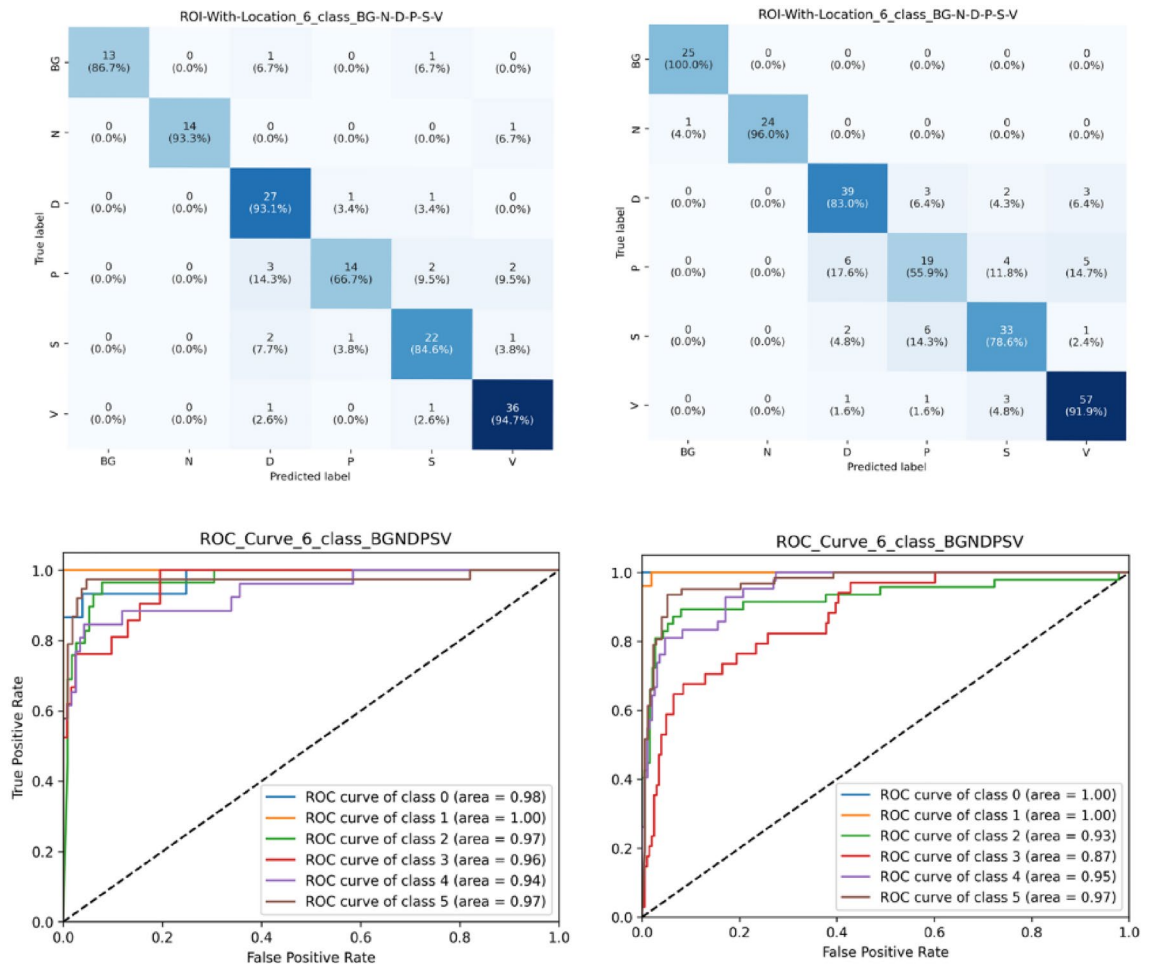 ROI-With-Location_6_class_BG-N-D-P-S-V
13 0 1 0 1 0
(86.7%) (0.0%) (6.7%) (0.0%) (6.7%) (0.0%)
BG
0 14 0 0 0 1
(0.0%) (93.3%) (0.0%) (0.0%) (0.0%) (6.7%)
N
0 0 27 1 1 0
(0.0%) (0.0%) (93.1%) (3.4%) (3.4%) (0.0%)
D
0 0 3 14 2 2
(0.0%) (0.0%) (14.3%) (66.7%) (9.5%) (9.5%)
P
0 0 2 1 22 1
(0.0%) (0.0%) (7.7%) (3.8%) (84.6%) (3.8%)
S
0 0 1 0 1 36
(0.0%) (0.0%) (2.6%) (0.0%) (2.6%) (94.7%)
V
True label
BG N D P S V
Predicted label
ROI-With-Location_6_class_BG-N-D-P-S-V
25 0 0 0 0 0
(100.0%) (0.0%) (0.0%) (0.0%) (0.0%) (0.0%)
BG
1 24 0 0 0 0
(4.0%) (96.0%) (0.0%) (0.0%) (0.0%) (0.0%)
N
0 0 39 3 2 3
(0.0%) (0.0%) (83.0%) (6.4%) (4.3%) (6.4%)
D
0 0 6 19 4 5
(0.0%) (0.0%) (17.6%) (55.9%) (11.8%) (14.7%)
P
0 0 2 6 33 1
(0.0%) (0.0%) (4.8%) (14.3%) (78.6%) (2.4%)
S
0 0 1 1 3 57
(0.0%) (0.0%) (1.6%) (1.6%) (4.8%) (91.9%)
V
True label
BG N D P S V
Predicted label
ROC_Curve_6_class_BGNDPSV
1.0
0.8
0.6
0.4
0.2
0.0
True Positive Rate
ROC curve of class 0 (area = 0.98)
ROC curve of class 1 (area = 1.00)
ROC curve of class 2 (area = 0.97)
ROC curve of class 3 (area = 0.96)
ROC curve of class 4 (area = 0.94)
ROC curve of class 5 (area = 0.97)
0.0 0.2 0.4 0.6 0.8 1.0
False Positive Rate
ROC_Curve_6_class_BGNDPSV
1.0
0.8
0.6
0.4
0.2
0.0
ROC curve of class 0 (area = 1.00)
ROC curve of class 1 (area = 1.00)
ROC curve of class 2 (area = 0.93)
ROC curve of class 3 (area = 0.87)
ROC curve of class 4 (area = 0.95)
ROC curve of class 5 (area = 0.97)
0.0 0.2 0.4 0.6 0.8 1.0
False Positive Rate